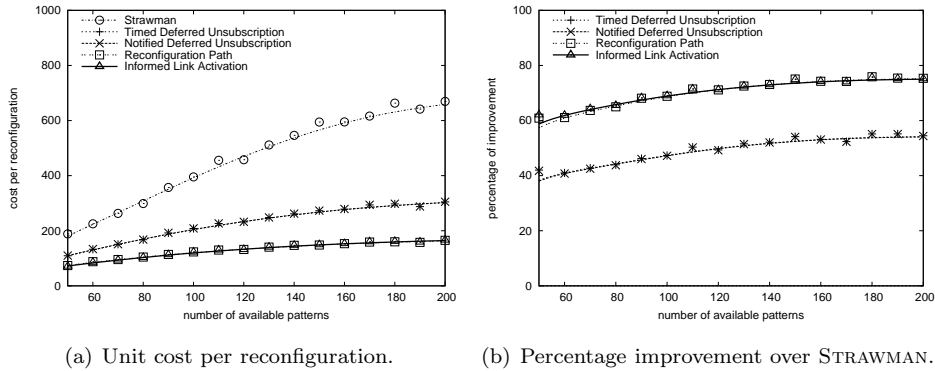 1000
800
600
400
200
0
cost per reconfiguration
Strawman
Timed Deferred Unsubscription
Notified Deferred Unsubscription
Reconfiguration Path
Informed Link Activation
60 80 100 120 140 160 180 200
number of available patterns
(a) Unit cost per reconfiguration.
100
80
60
40
20
0
percentage of improvement
Timed Deferred Unsubscription
Notified Deferred Unsubscription
Reconfiguration Path
Informed Link Activation
60 80 100 120 140 160 180 200
number of available patterns
(b) Percentage improvement over STRAWMAN.